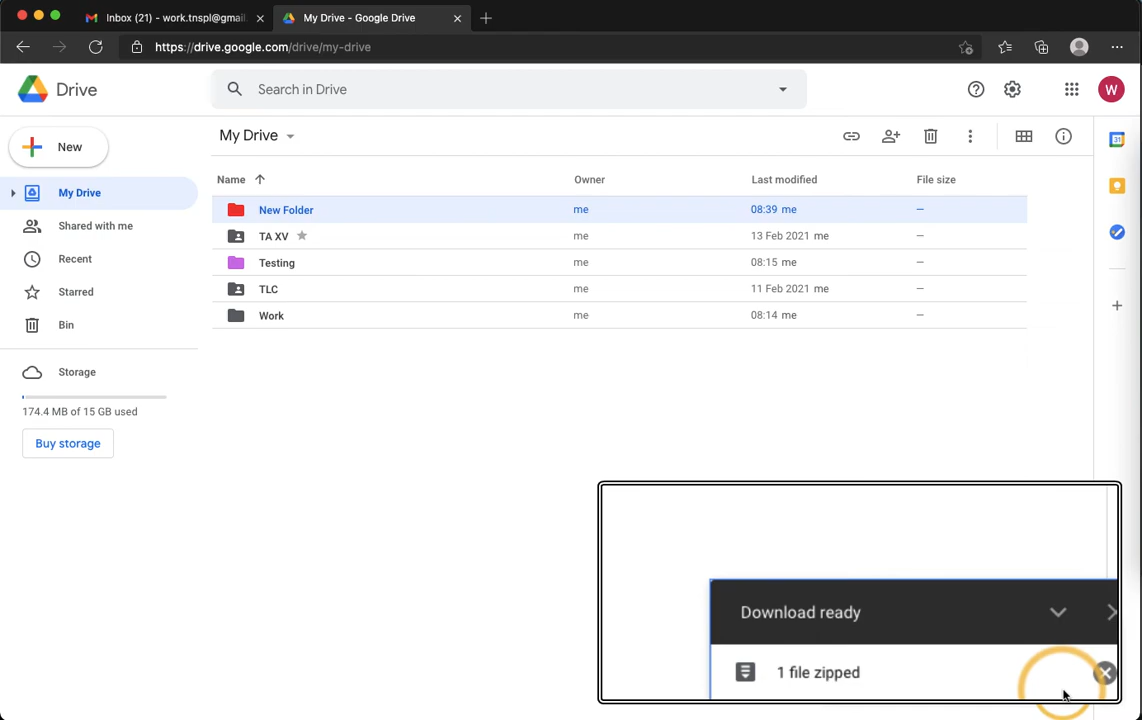 Inbox (21) - work.tnspl@gmail.
My Drive - Google Drive
https://drive.google.com/drive/my-drive
Drive
Search in Drive
W
New
My Drive
31
Name Owner Last modified File size
My Drive
New Folder me 08:39 me –
Shared with me
TA XV me 13 Feb 2021 me –
Recent
Testing me 08:15 me –
Starred
TLC me 11 Feb 2021 me –
Bin
Work me 08:14 me –
Storage
174.4 MB of 15 GB used
Buy storage
Download ready
1 file zipped